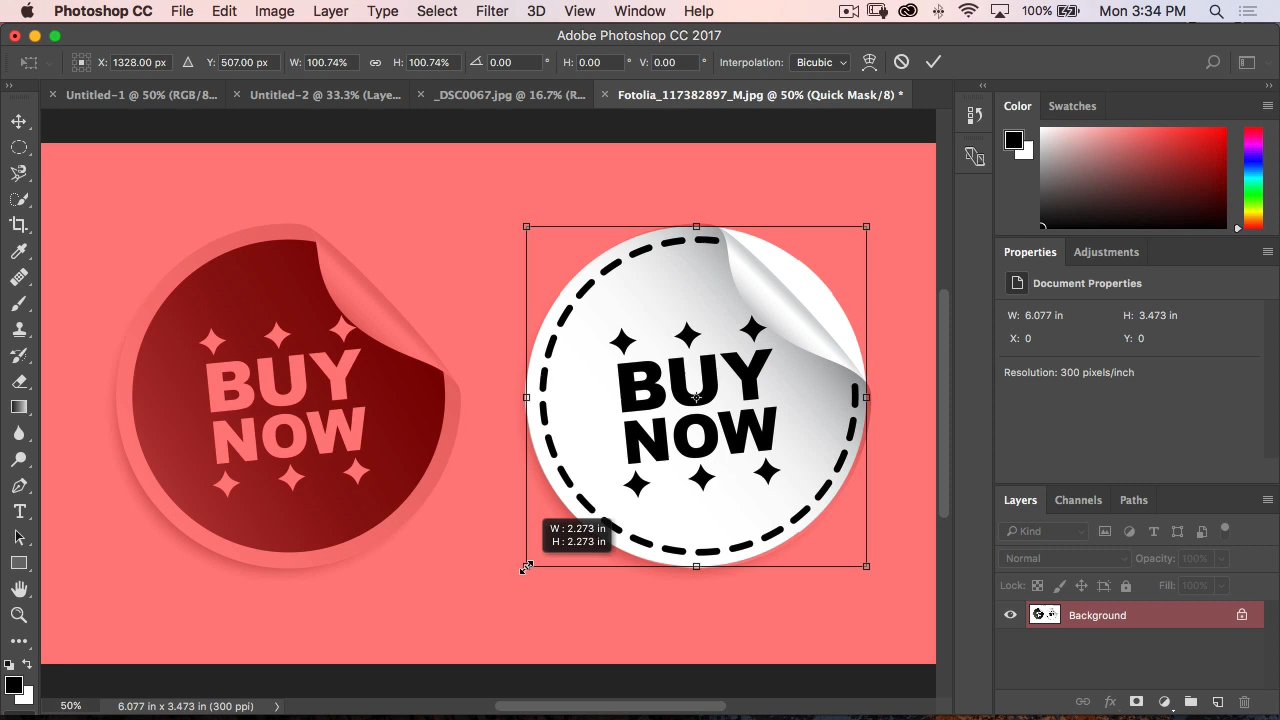 Photoshop CC File Edit Image Layer Type Select Filter 3D View Window Help 100% Mon 3:34 PM
Adobe Photoshop CC 2017
X: 1328.00 px Y: 507.00 px W: 100.74% H: 100.74% 0.00 ° H: 0.00 ° V: 0.00 ° Interpolation: Bicubic
Untitled-1 @ 50% (RGB/8... Untitled-2 @ 33.3% (Laye... _DSC0067.jpg @ 16.7% (R... Fotolia_117382897_M.jpg @ 50% (Quick Mask/8) *
Color Swatches
Properties Adjustments
Document Properties
W: 6.077 in H: 3.473 in
X: 0 Y: 0
Resolution: 300 pixels/inch
BUY
NOW
BUY
NOW
W : 2.273 in
H : 2.273 in
Layers Channels Paths
Kind
Normal Opacity: 100%
Lock: Fill: 100%
Background
50% 6.077 in x 3.473 in (300 ppi)